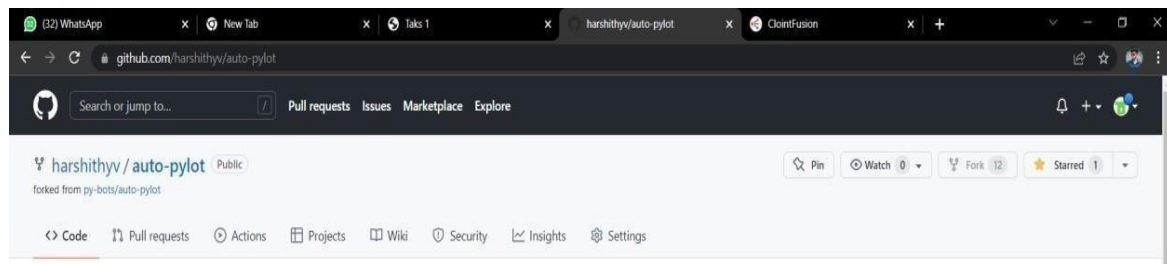 (32) WhatsApp New Tab Taks 1 harshithyv/auto-pylot ClointFusion
github.com/harshithyv/auto-pylot
Search or jump to... / Pull requests Issues Marketplace Explore
harshithyv / auto-pylot Public Pin Watch 0 Fork 12 Starred 1
forked from py-bots/auto-pylot
<> Code Pull requests Actions Projects Wiki Security Insights Settings